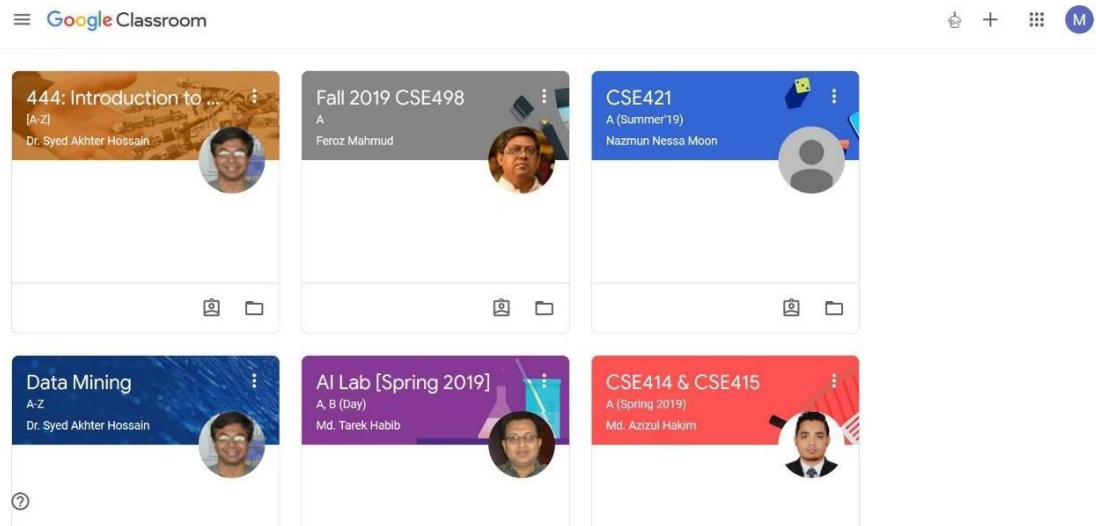 Google Classroom
M
444: Introduction to ...
[A-Z]
Dr. Syed Akhter Hossain
Fall 2019 CSE498
A
Feroz Mahmud
CSE421
A (Summer'19)
Nazmun Nessa Moon
Data Mining
A-Z
Dr. Syed Akhter Hossain
AI Lab [Spring 2019]
A, B (Day)
Md. Tarek Habib
CSE414 & CSE415
A (Spring 2019)
Md. Azizul Hakim